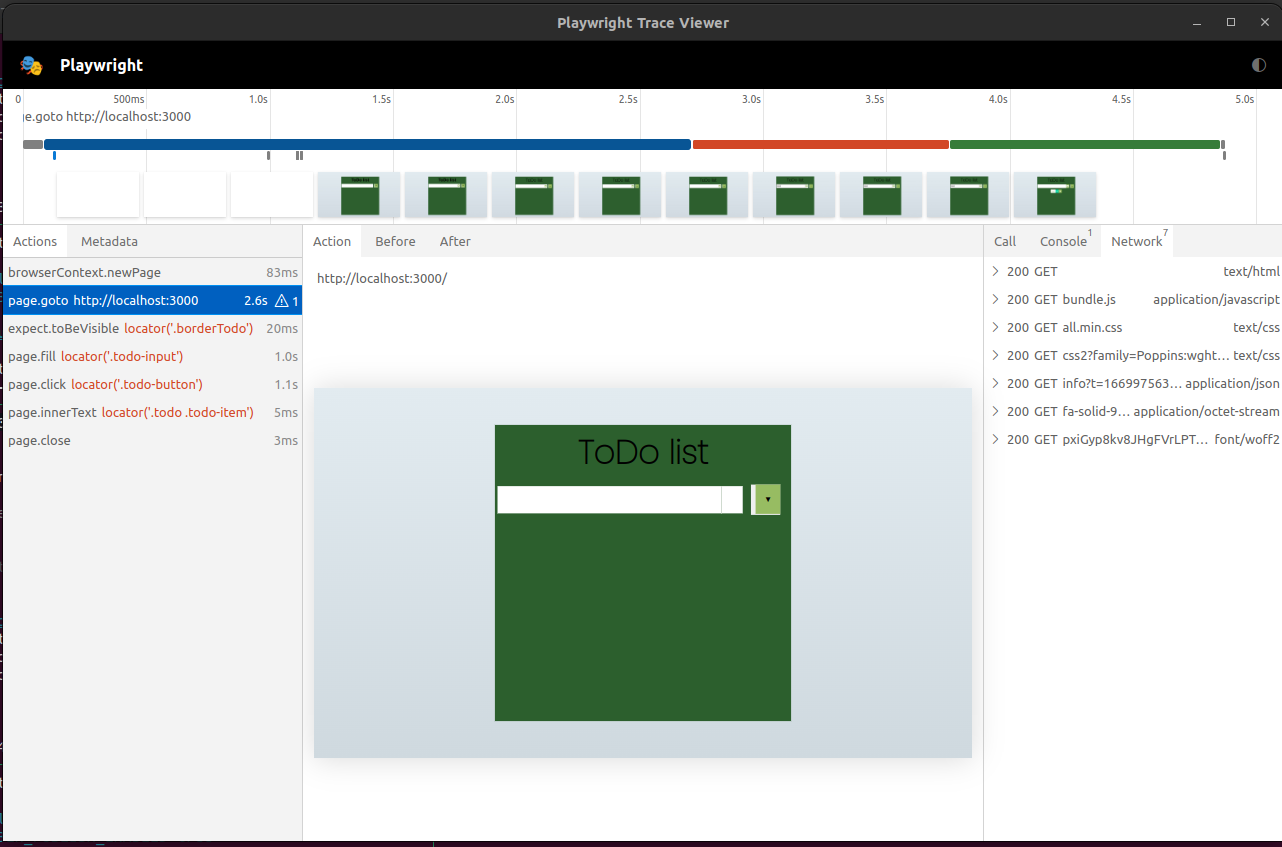 Playwright Trace Viewer
Playwright
0 500ms 1.0s 1.5s 2.0s 2.5s 3.0s 3.5s 4.0s 4.5s 5.0s
e.goto http://localhost:3000
Actions Metadata
browserContext.newPage 83ms
page.goto http://localhost:3000 2.6s 1
expect.toBeVisible locator('.borderTodo') 20ms
page.fill locator('.todo-input') 1.0s
page.click locator('.todo-button') 1.1s
page.innerText locator('.todo .todo-item') 5ms
page.close 3ms
Action Before After
http://localhost:3000/
ToDo list
Call Console 1 Network 7
200 GET text/html
200 GET bundle.js application/javascript
200 GET all.min.css text/css
200 GET css2?family=Poppins:wght... text/css
200 GET info?t=166997563... application/json
200 GET fa-solid-9... application/octet-stream
200 GET pxiGyp8kv8JHgFVrLPT... font/woff2